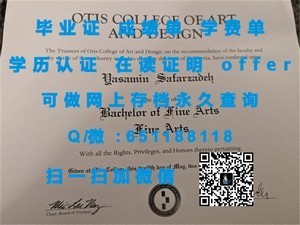 OTIS COLLEGE OF ART
AND DESIGN
毕业证 成绩单 学费单
The Trustees of Otis College of Art and Design, on the recommendation of the faculty
学历认证 在读证明 offer
Yasamin Safarzadeh
Bachelor of Fine Arts
可做网上存档永久查询
Fine Arts
With all the Rights, Privileges, and Honors thereto pertaining.
Q/微:651188118
扫一扫加微信
Chair, Board of Trustees